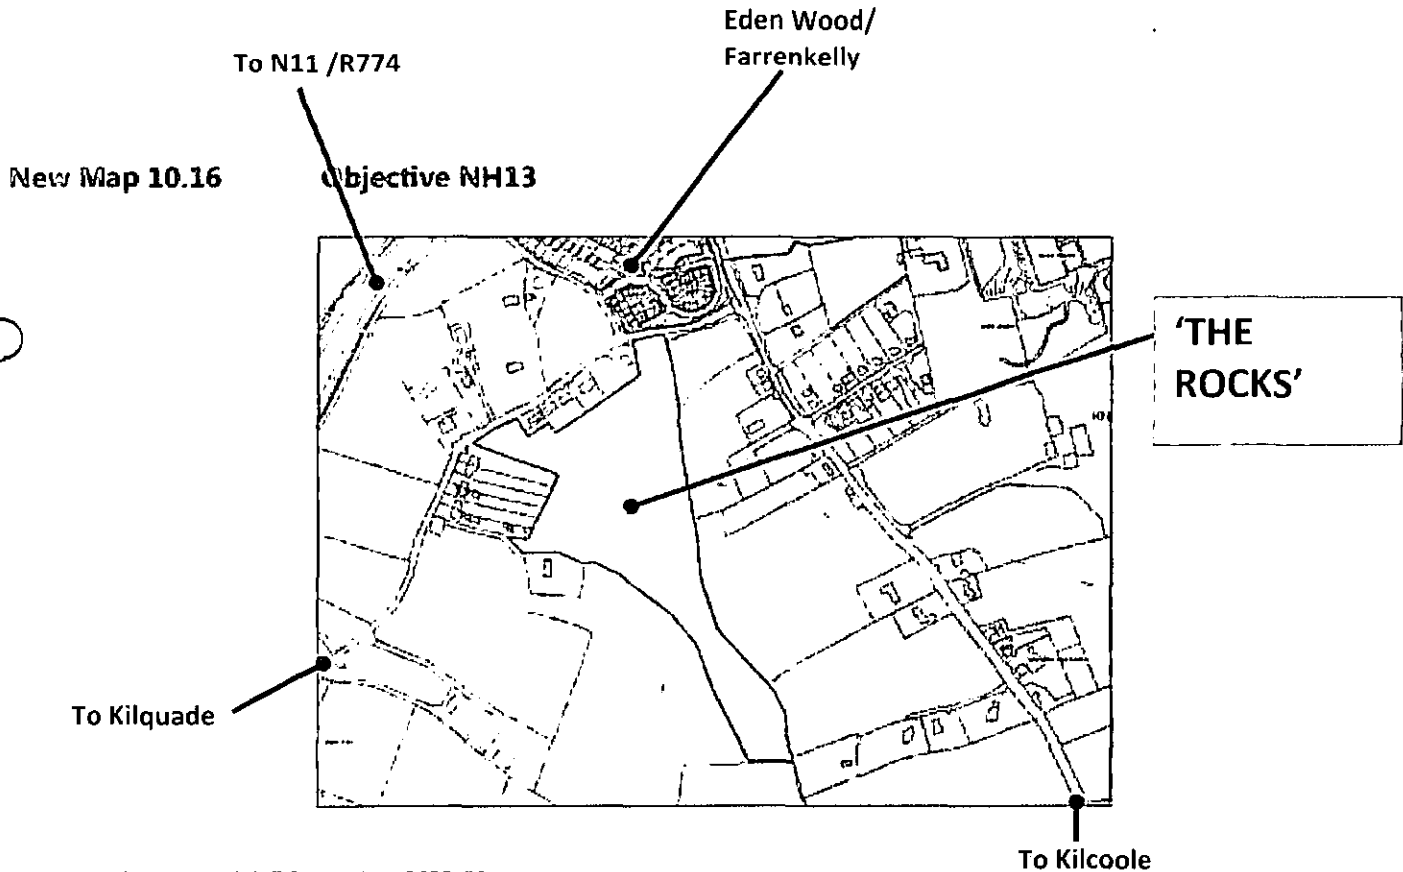 Eden Wood/
Farrenkelly
To N11 /R774
New Map 10.16 Objective NH13
‘THE
ROCKS’
To Kilquade
To Kilcoole